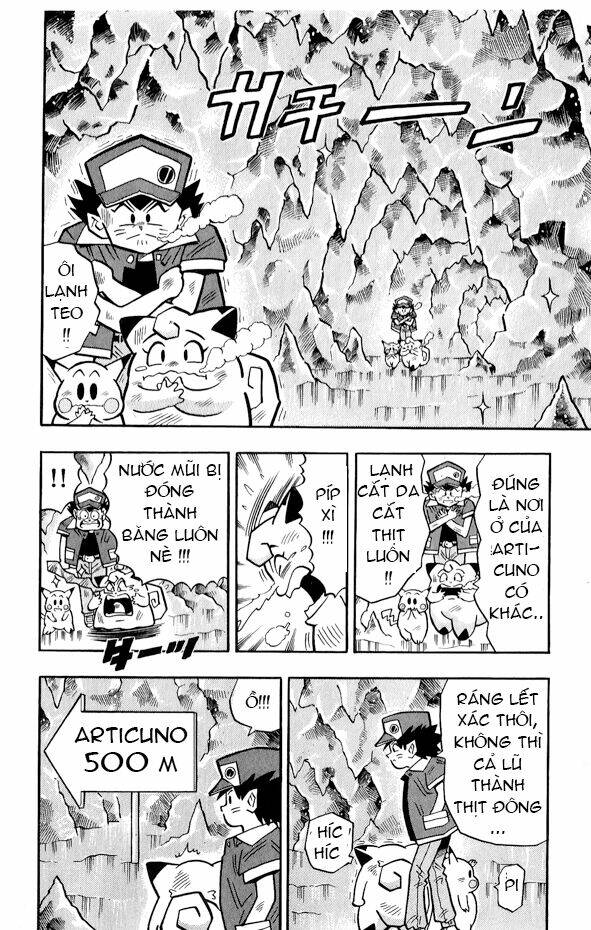 ガチーーン
ÔI
LẠNH
TEO
!!
ĐÚNG
LÀ NƠI
Ở CỦA
ARTI-
CUNO
CÓ
KHÁC..
LẠNH
CẮT DA
CẮT
THỊT
LUÔN !!
PÍP
XÌ
!!!
NƯỚC MŨI BỊ
ĐÓNG
THÀNH
BĂNG LUÔN
NÈ !!!
!!
RÁNG LẾT
XÁC THÔI,
KHÔNG THÌ
CẢ LŨ
THÀNH
THỊT ĐÔNG
...
HÍC
HÍC
PI
Ồ!!!
ARTICUNO
500 M